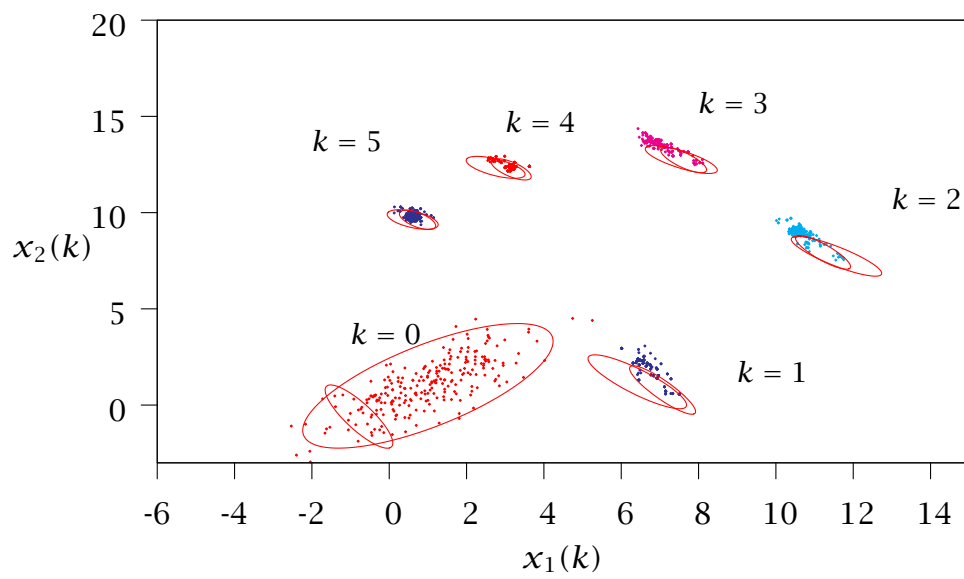 20
15
10
5
0
x₂(k)
k = 5
k = 4
k = 3
k = 2
k = 0
k = 1
-6 -4 -2 0 2 4 6 8 10 12 14
x₁(k)